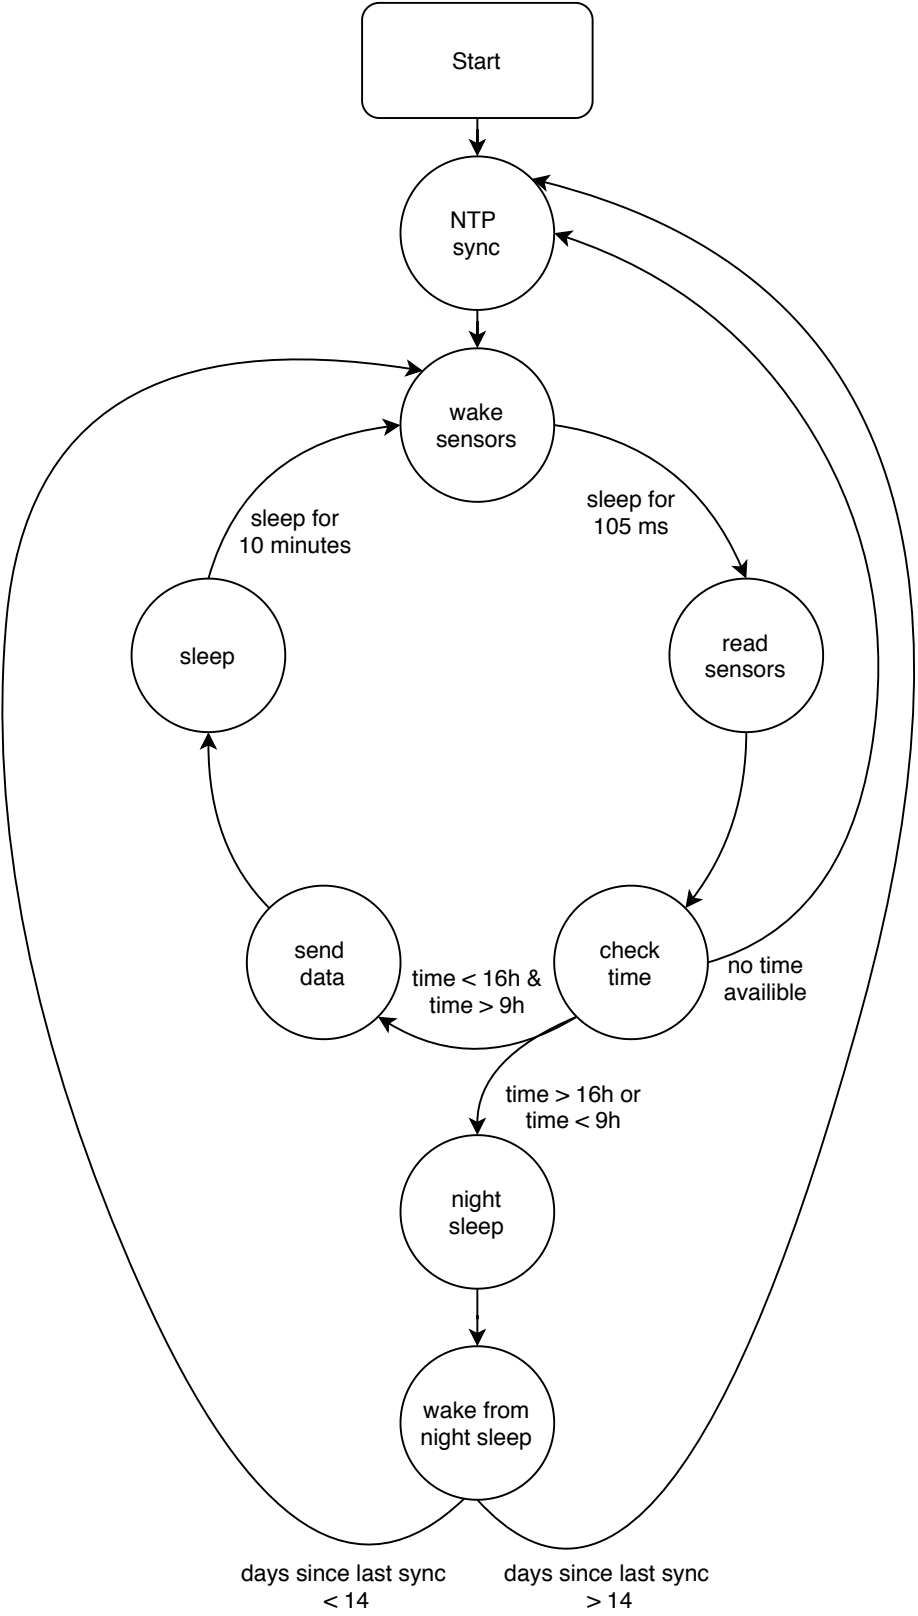 Start
NTP
sync
wake
sensors
sleep for
105 ms
sleep for
10 minutes
read
sensors
sleep
send
data
time < 16h &
time > 9h
check
time
no time
availible
time > 16h or
time < 9h
night
sleep
wake from
night sleep
days since last sync
< 14
days since last sync
> 14